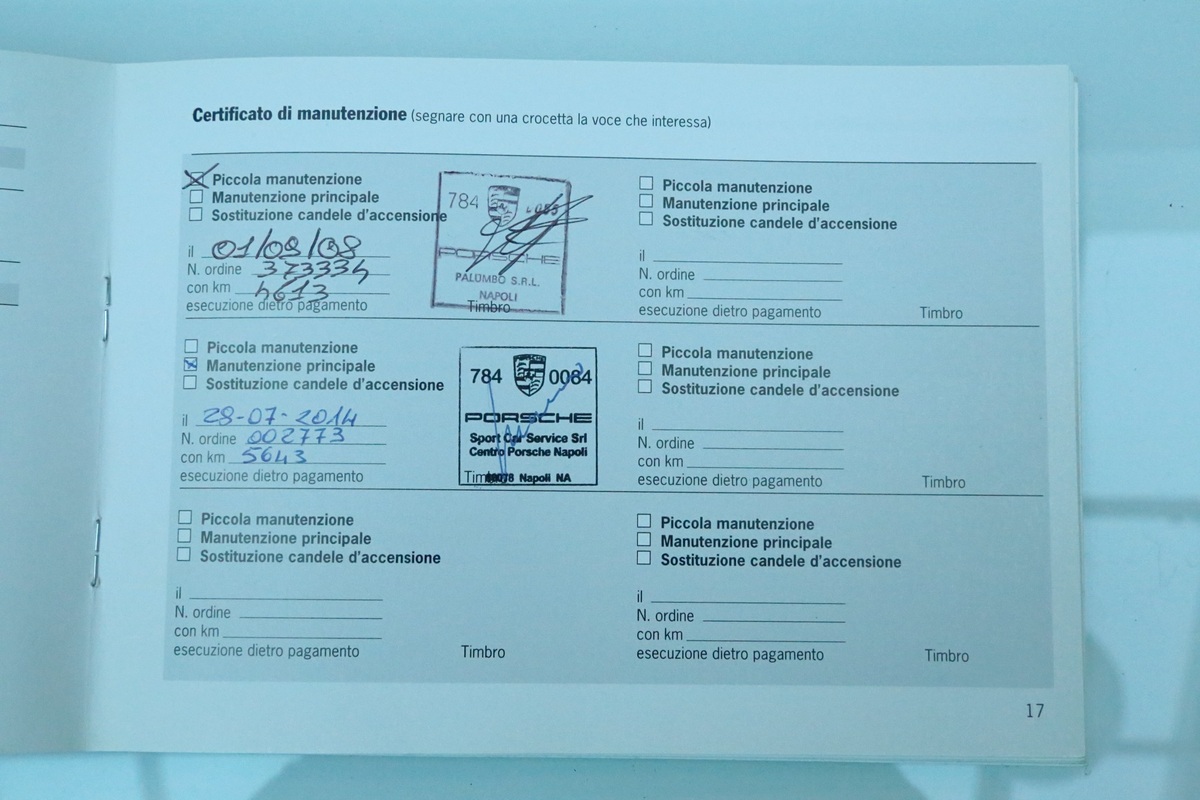 Certificato di manutenzione (segnare con una crocetta la voce che interessa)
Piccola manutenzione
Manutenzione principale
Sostituzione candele d'accensione
il 01/09/08
N. ordine 373334
con km 4613
esecuzione dietro pagamento
784
PORSCHE
PALUMBO S.R.L.
NAPOLI
Timbro
Piccola manutenzione
Manutenzione principale
Sostituzione candele d'accensione
il
N. ordine
con km
esecuzione dietro pagamento
Timbro
Piccola manutenzione
Manutenzione principale
Sostituzione candele d'accensione
il 28-07-2014
N. ordine 002773
con km 5643
esecuzione dietro pagamento
784 0084
PORSCHE
Sport Car Service Srl
Centro Porsche Napoli
Napoli NA
Piccola manutenzione
Manutenzione principale
Sostituzione candele d'accensione
il
N. ordine
con km
esecuzione dietro pagamento
Timbro
Piccola manutenzione
Manutenzione principale
Sostituzione candele d'accensione
il
N. ordine
con km
esecuzione dietro pagamento
Timbro
Piccola manutenzione
Manutenzione principale
Sostituzione candele d'accensione
il
N. ordine
con km
esecuzione dietro pagamento
Timbro
17